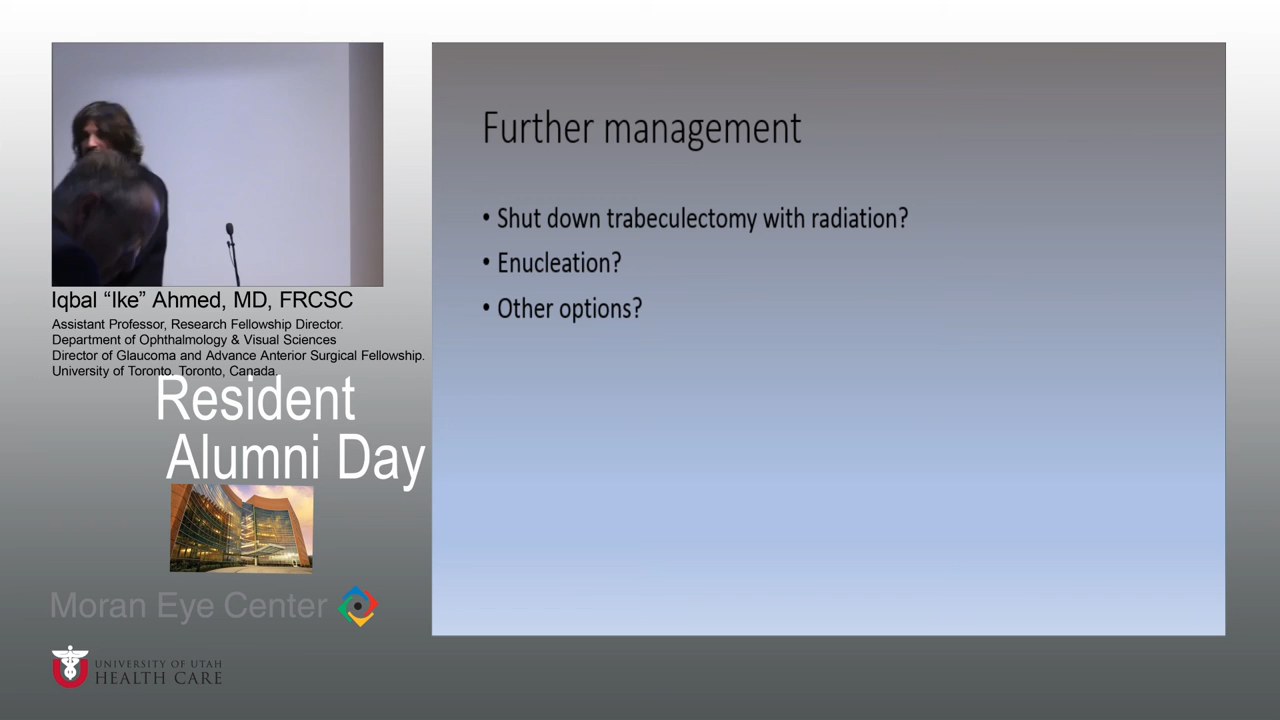 Further management
• Shut down trabeculectomy with radiation?
• Enucleation?
• Other options?
Iqbal “Ike” Ahmed, MD, FRCSC
Assistant Professor, Research Fellowship Director.
Department of Ophthalmology & Visual Sciences
Director of Glaucoma and Advance Anterior Surgical Fellowship.
University of Toronto. Toronto, Canada.
Resident
Alumni Day
Moran Eye Center
UNIVERSITY OF UTAH
HEALTH CARE